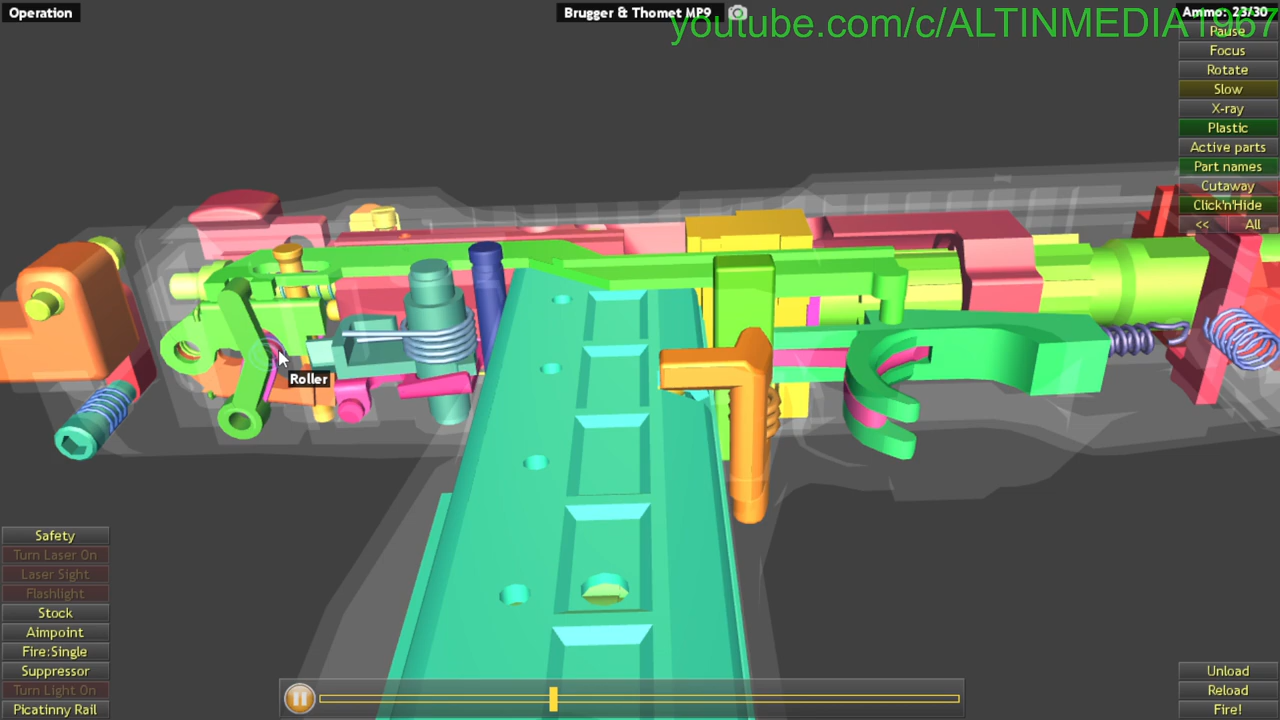 Operation
Brugger & Thomet MP9
Ammo: 23/30
youtube.com/c/ALTINMEDIA1967
Pause
Focus
Rotate
Slow
X-ray
Plastic
Active parts
Part names
Cutaway
Click'n'Hide
<< All
Roller
Safety
Turn Laser On
Laser Sight
Flashlight
Stock
Aimpoint
Fire:Single
Suppressor
Turn Light On
Picatinny Rail
Unload
Reload
Fire!